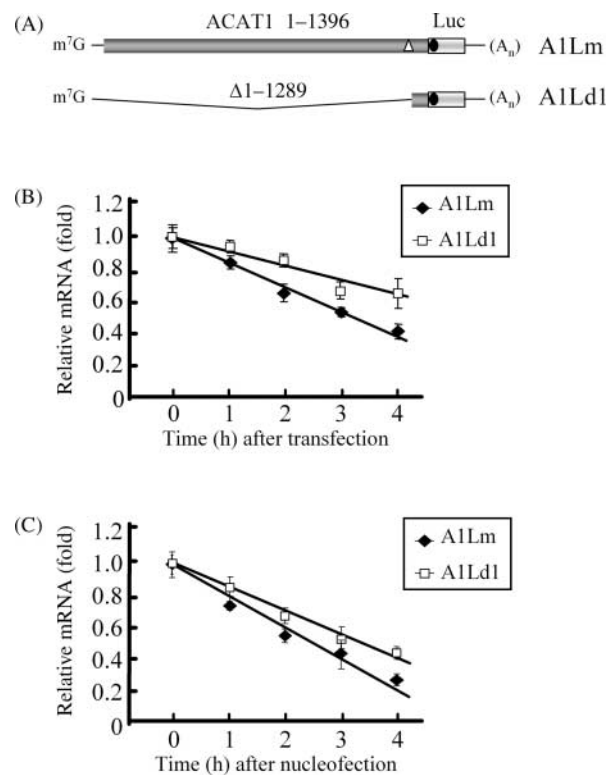 (A)
ACAT1 1–1396
Luc
m⁷G
(Aₙ)
A1Lm
Δ1–1289
m⁷G
(Aₙ)
A1Ld1
(B)
Relative mRNA (fold)
1.2
1.0
0.8
0.6
0.4
0.2
0
A1Lm
A1Ld1
0 1 2 3 4
Time (h) after transfection
(C)
Relative mRNA (fold)
1.2
1.0
0.8
0.6
0.4
0.2
0
A1Lm
A1Ld1
0 1 2 3 4
Time (h) after nucleofection